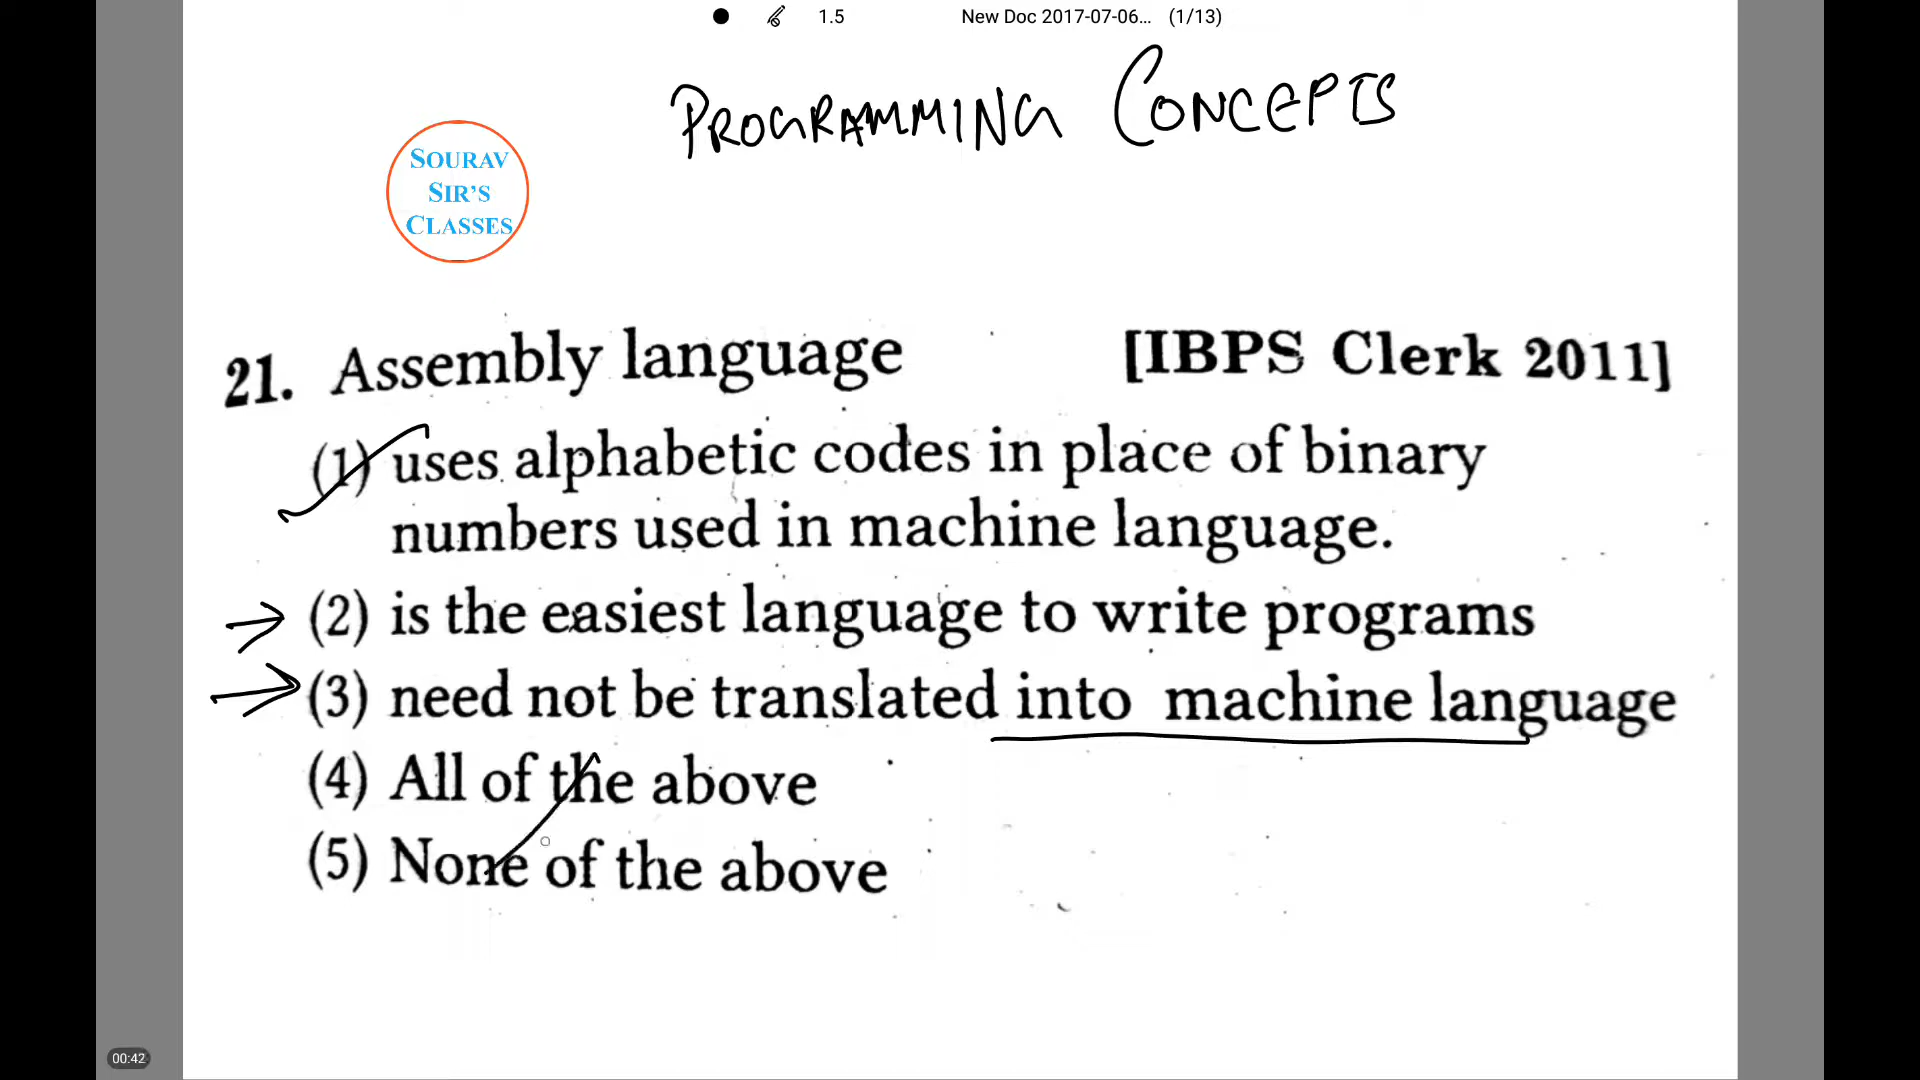 1.5 New Doc 2017-07-06... (1/13)
PROGRAMMING CONCEPTS
SOURAV
SIR'S
CLASSES
21. Assembly language [IBPS Clerk 2011]
(1) uses alphabetic codes in place of binary
numbers used in machine language.
(2) is the easiest language to write programs
(3) need not be translated into machine language
(4) All of the above
(5) None of the above
00:42